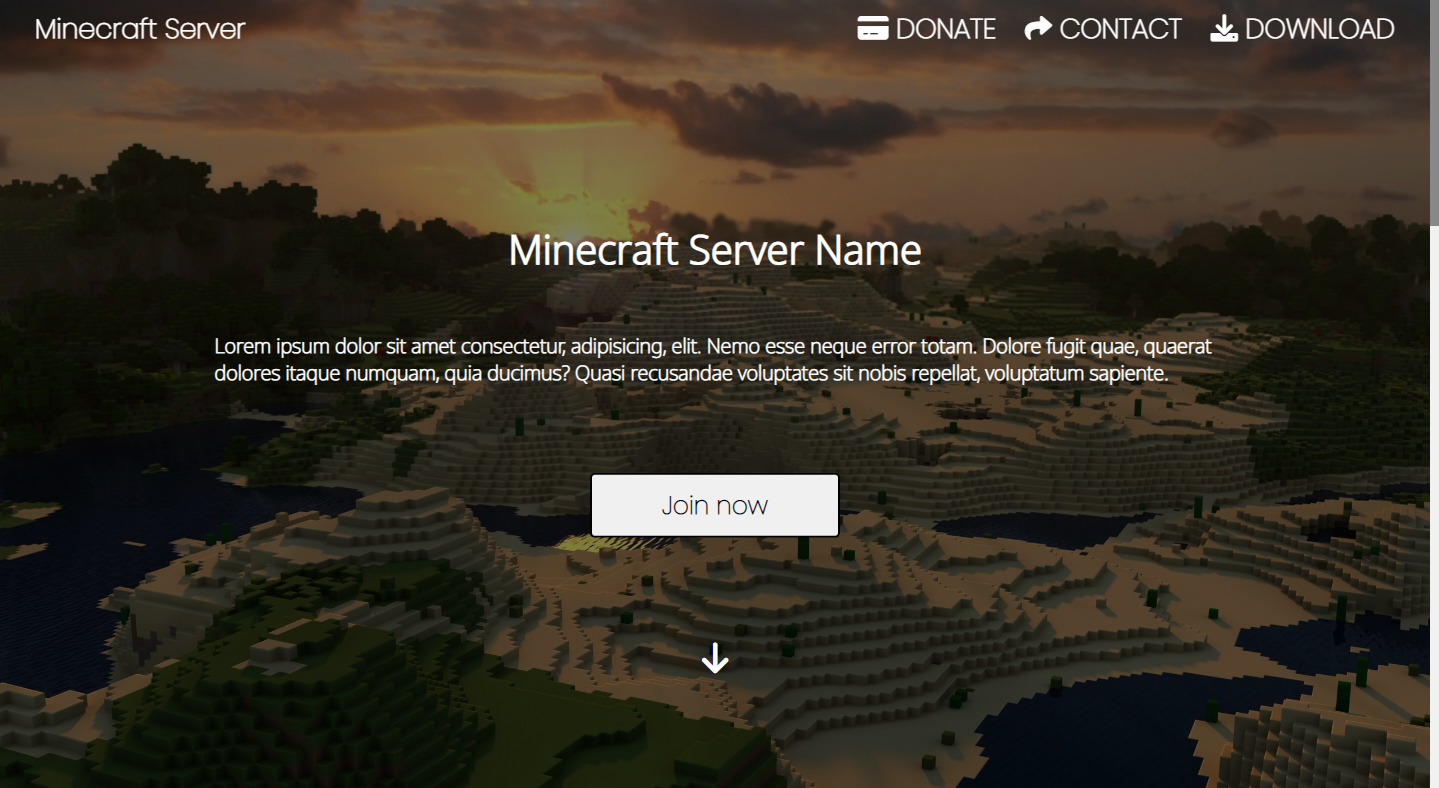 Minecraft Server
DONATE
CONTACT
DOWNLOAD
Minecraft Server Name
Lorem ipsum dolor sit amet consectetur, adipisicing, elit. Nemo esse neque error totam. Dolore fugit quae, quaerat
dolores itaque numquam, quia ducimus? Quasi recusandae voluptates sit nobis repellat, voluptatum sapiente.
Join now